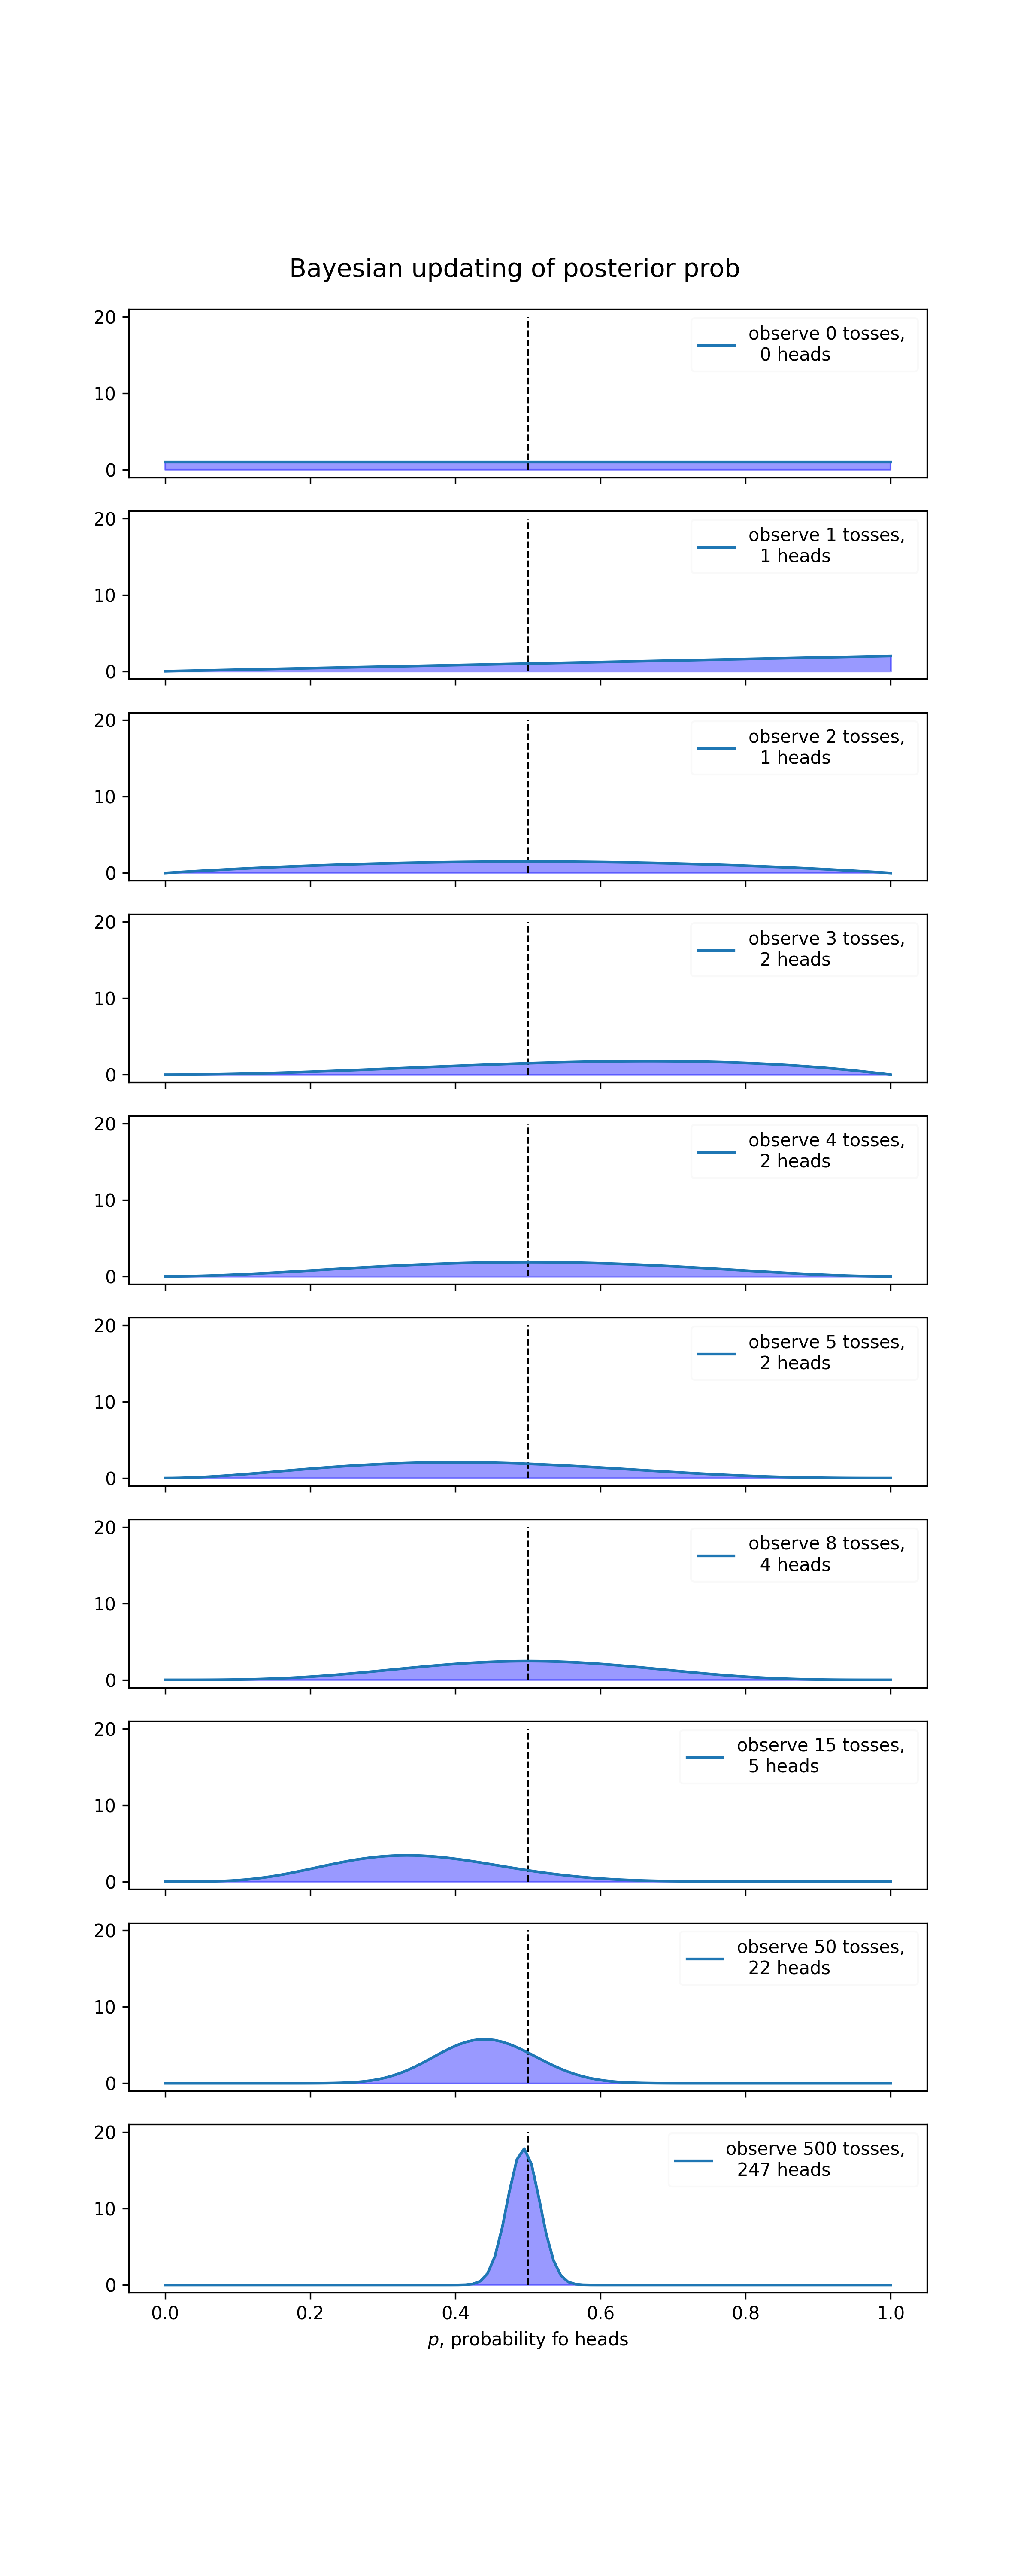 Bayesian updating of posterior prob
20
10
0
observe 0 tosses,
0 heads
20
10
0
observe 1 tosses,
1 heads
20
10
0
observe 2 tosses,
1 heads
20
10
0
observe 3 tosses,
2 heads
20
10
0
observe 4 tosses,
2 heads
20
10
0
observe 5 tosses,
2 heads
20
10
0
observe 8 tosses,
4 heads
20
10
0
observe 15 tosses,
5 heads
20
10
0
observe 50 tosses,
22 heads
20
10
0
observe 500 tosses,
247 heads
0.0 0.2 0.4 0.6 0.8 1.0
p, probability fo heads